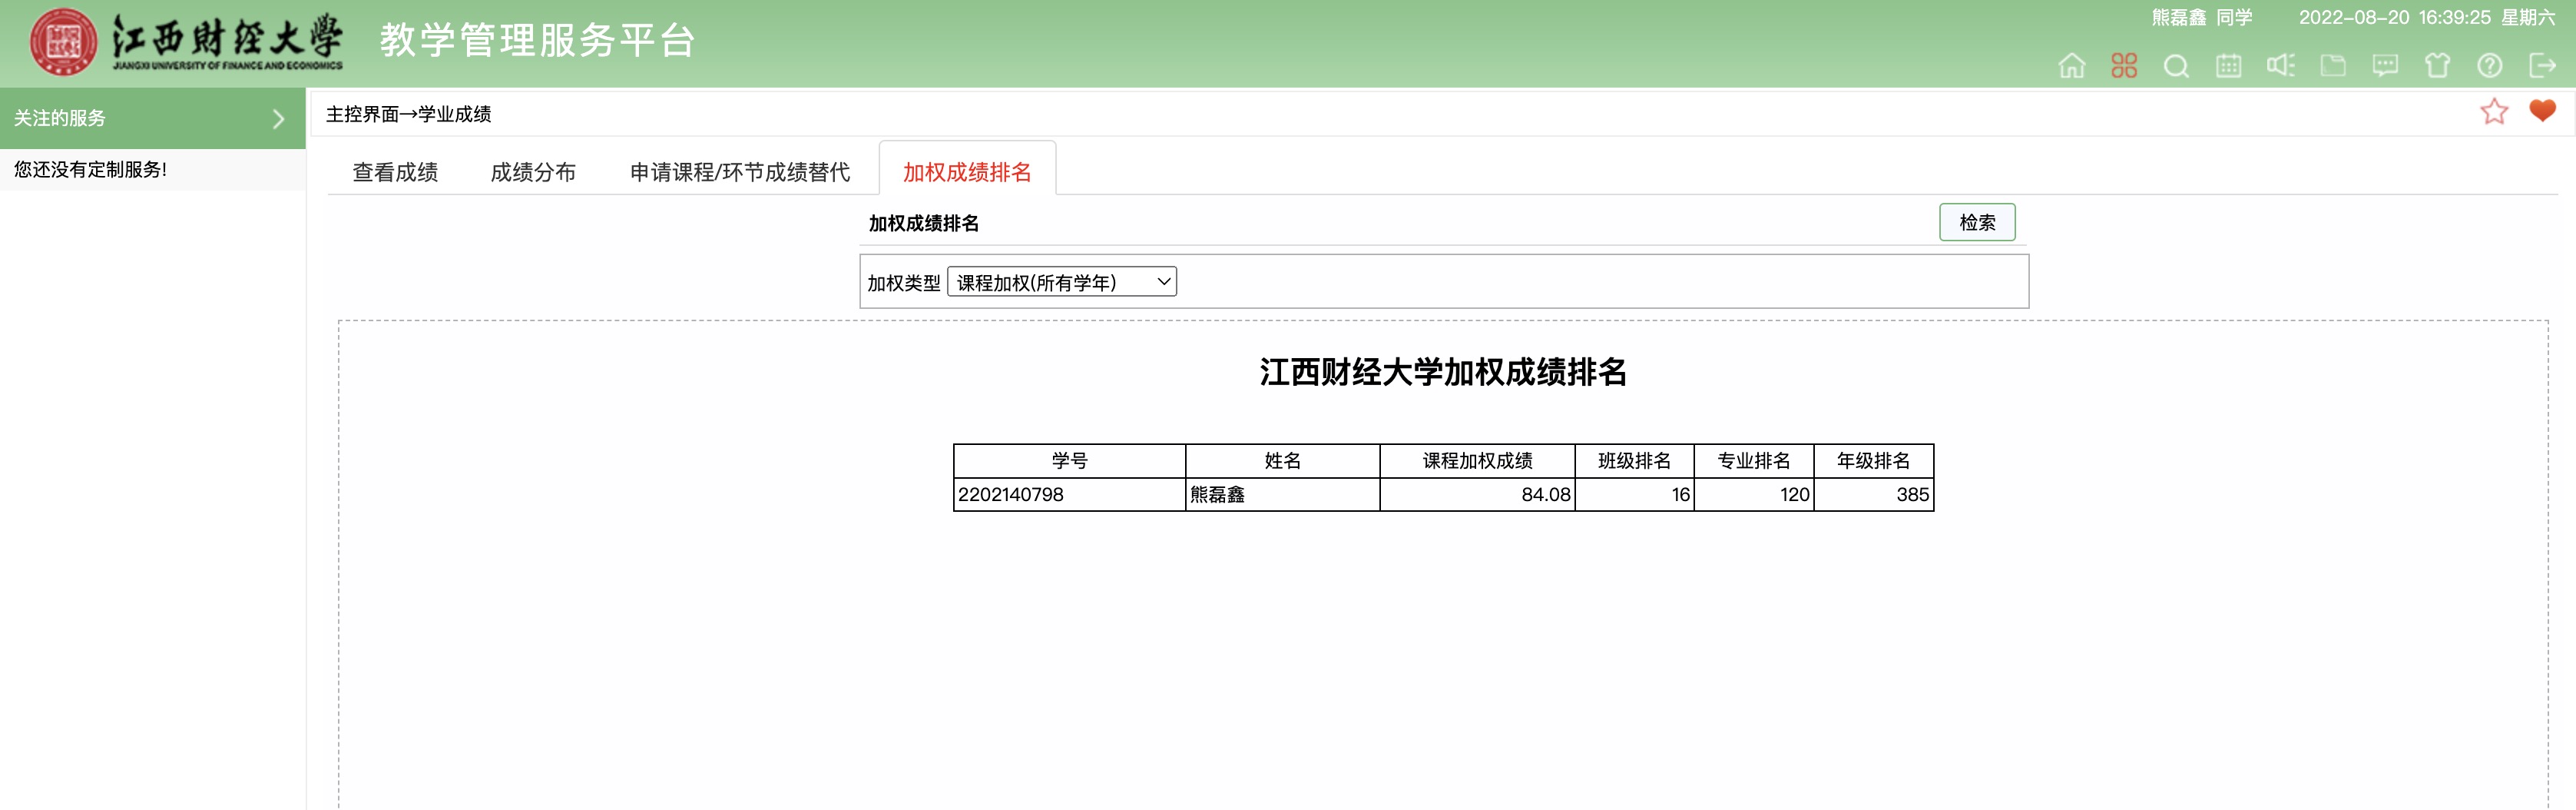 江西財经大学
JIANGXI UNIVERSITY OF FINANCE AND ECONOMICS
教学管理服务平台
熊磊鑫 同学 2022-08-20 16:39:25 星期六
关注的服务
您还没有定制服务!
主控界面→学业成绩
查看成绩 成绩分布 申请课程/环节成绩替代 加权成绩排名
加权成绩排名 检索
加权类型 课程加权(所有学年)
江西财经大学加权成绩排名
学号 姓名 课程加权成绩 班级排名 专业排名 年级排名
2202140798 熊磊鑫 84.08 16 120 385